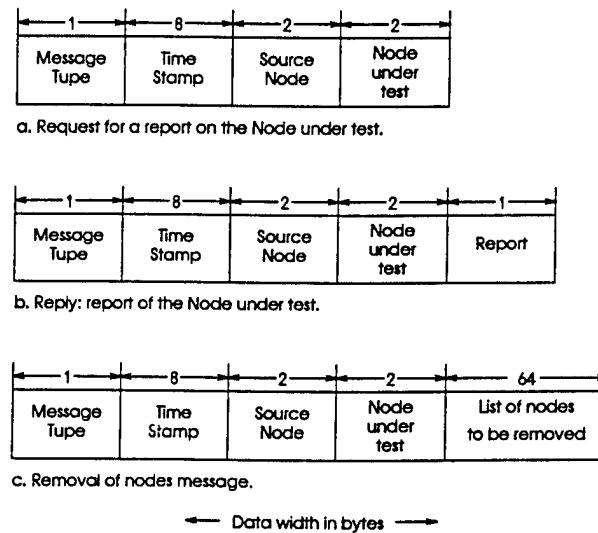 1 8 2 2
Message Tupe
Time Stamp
Source Node
Node under test
a. Request for a report on the Node under test.
1 8 2 2 1
Message Tupe
Time Stamp
Source Node
Node under test
Report
b. Reply: report of the Node under test.
1 8 2 2 64
Message Tupe
Time Stamp
Source Node
Node under test
List of nodes to be removed
c. Removal of nodes message.
Data width in bytes